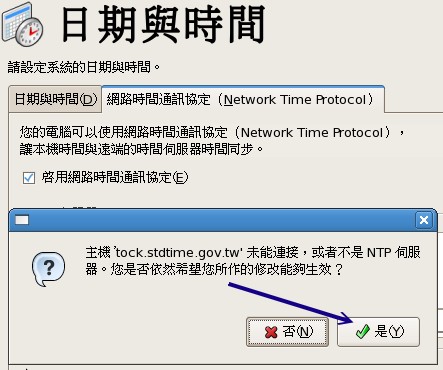 日期與時間
請設定系統的日期與時間。
日期與時間(D) 網路時間通訊協定（Network Time Protocol）
您的電腦可以使用網路時間通訊協定（Network Time Protocol），
讓本機時間與遠端的時間伺服器時間同步。
啓用網路時間通訊協定(E)
主機 'tock.stdtime.gov.tw' 未能連接，或者不是 NTP 伺服
器。您是否依然希望您所作的修改能夠生效？
否(N) 是(Y)